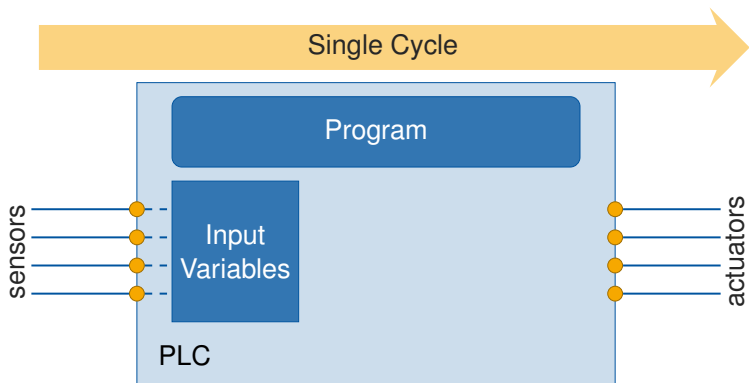 Single Cycle
Program
sensors
Input
Variables
actuators
PLC